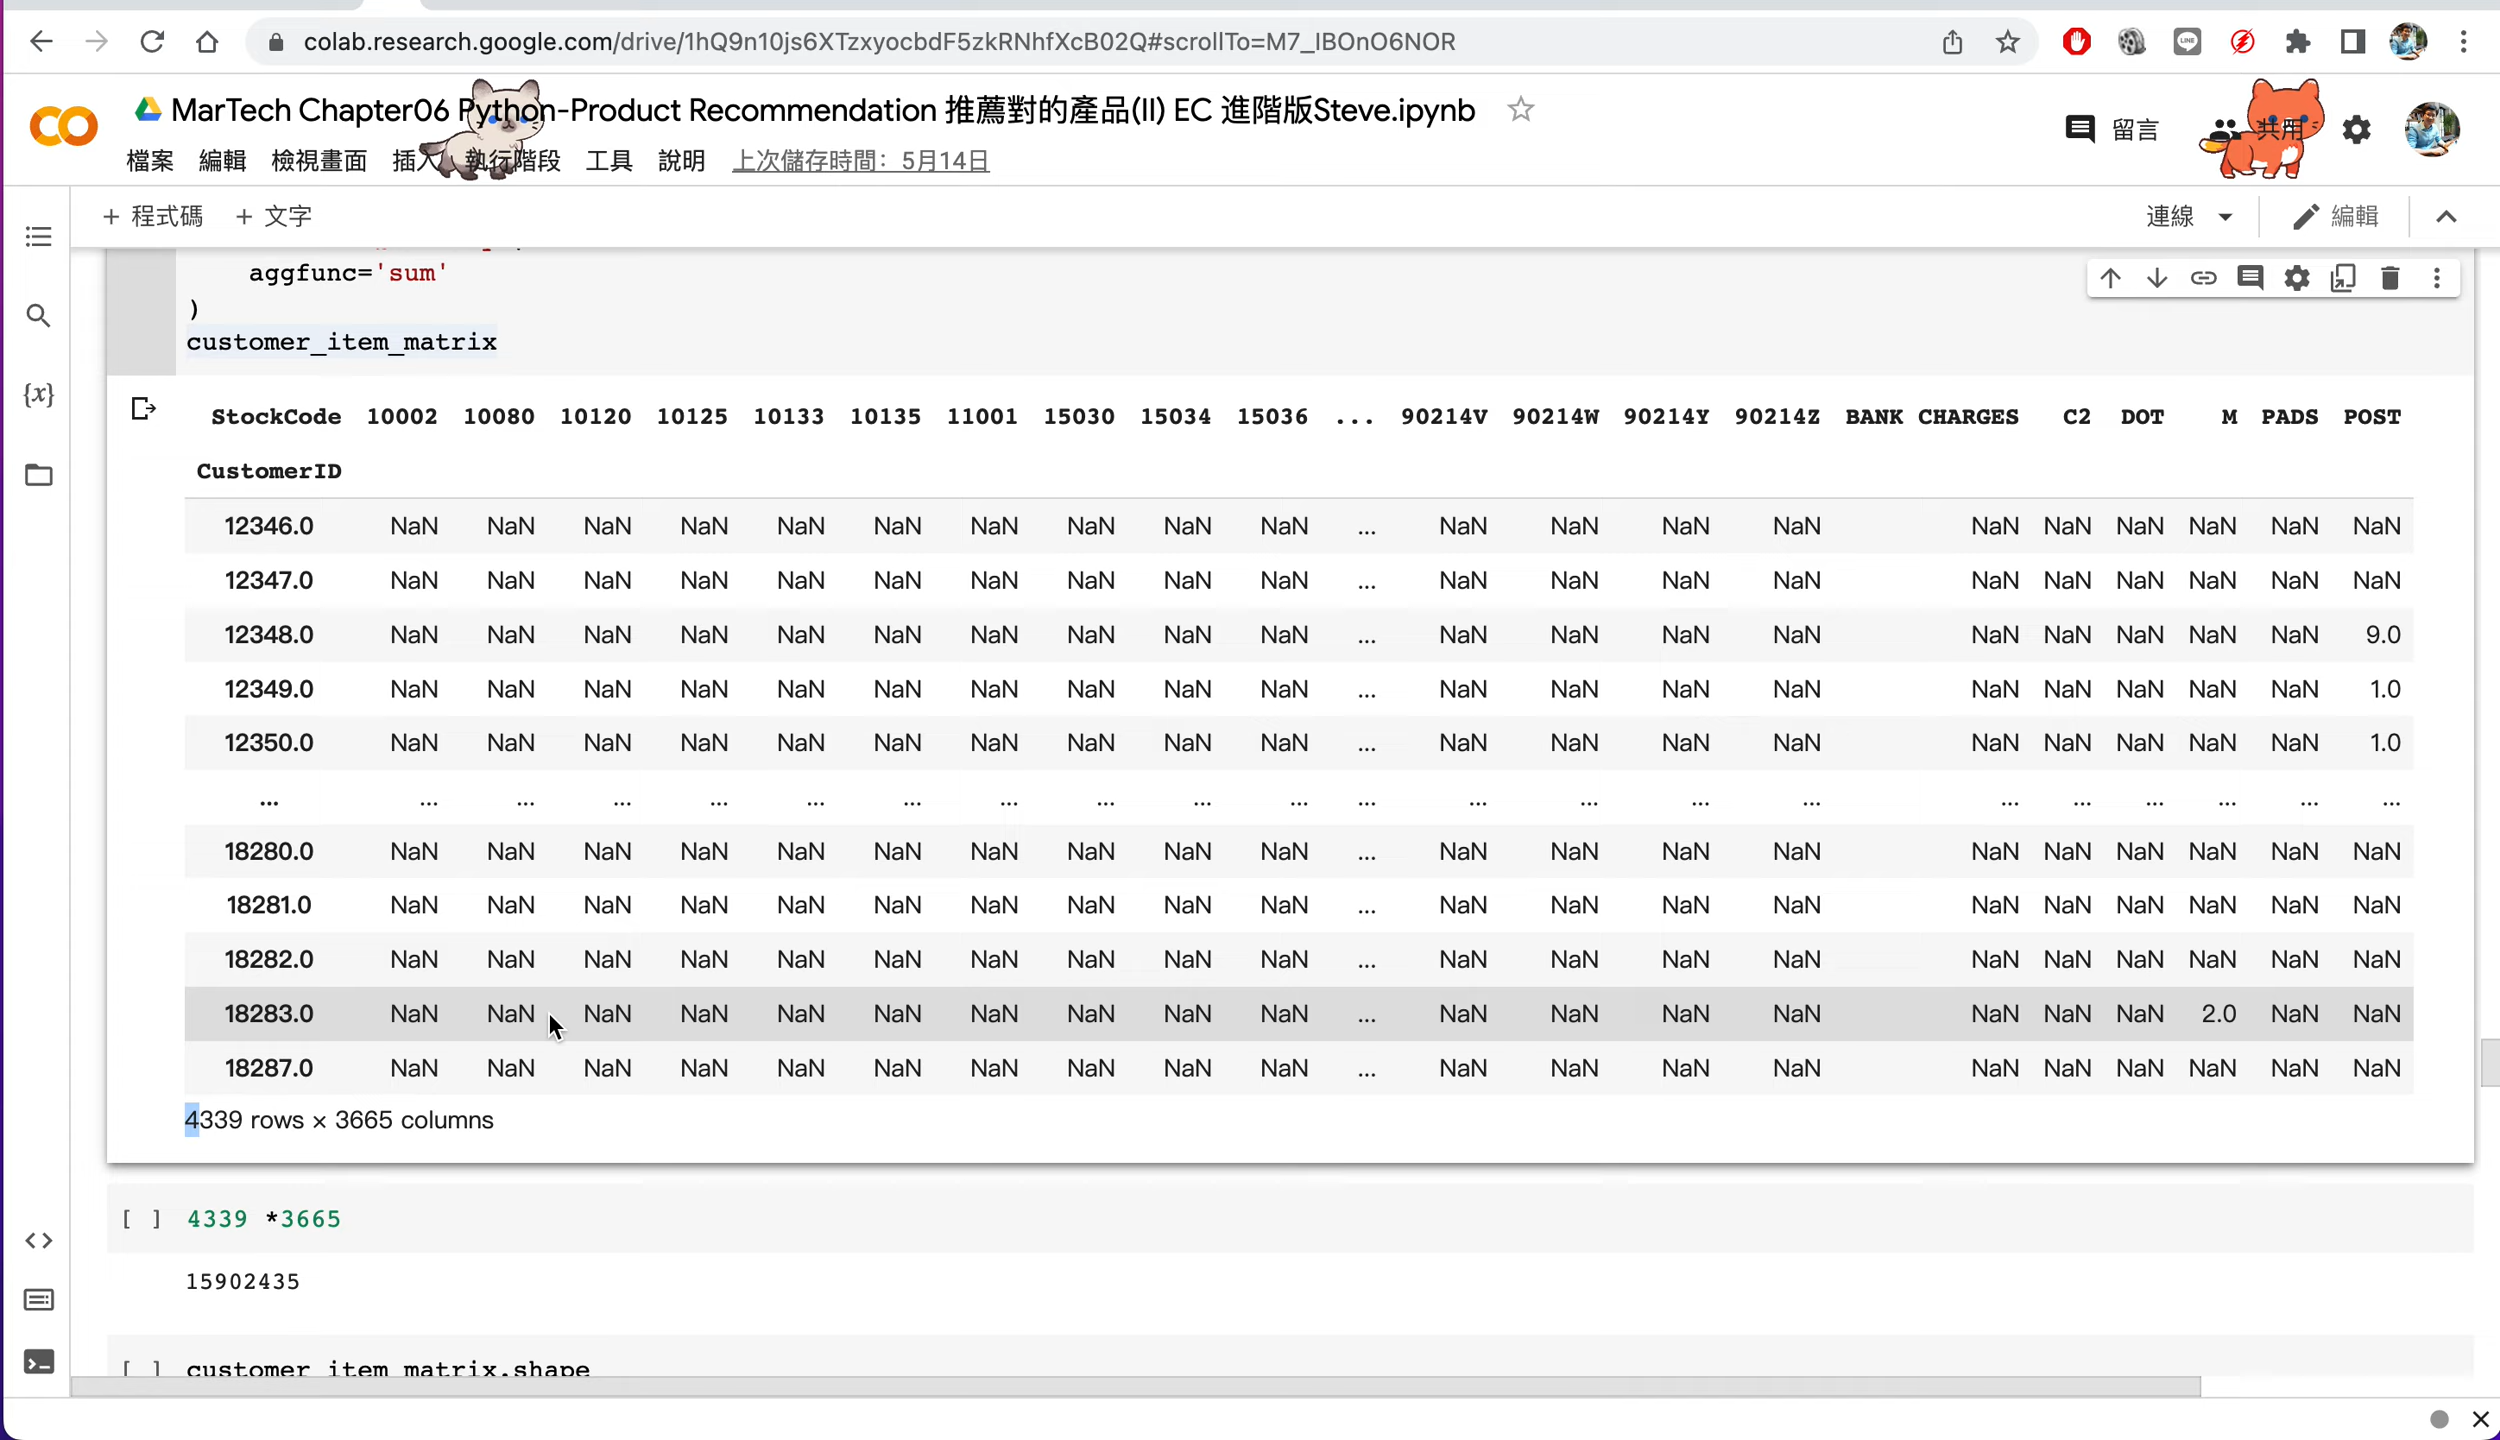 colab.research.google.com/drive/1hQ9n10js6XTzxyocbdF5zkRNhfXcB02Q#scrollTo=M7_IBOnO6NOR
LINE
MarTech Chapter06 Python-Product Recommendation 推薦對的產品(II) EC 進階版Steve.ipynb
留言 共用
檔案 編輯 檢視畫面 插入 執行階段 工具 說明 上次儲存時間：5月14日
+ 程式碼 + 文字 連線 編輯
aggfunc='sum'
)
customer_item_matrix
{x}
StockCode 10002 10080 10120 10125 10133 10135 11001 15030 15034 15036 ... 90214V 90214W 90214Y 90214Z BANK CHARGES C2 DOT M PADS POST
CustomerID
12346.0 NaN NaN NaN NaN NaN NaN NaN NaN NaN NaN ... NaN NaN NaN NaN NaN NaN NaN NaN NaN NaN
12347.0 NaN NaN NaN NaN NaN NaN NaN NaN NaN NaN ... NaN NaN NaN NaN NaN NaN NaN NaN NaN NaN
12348.0 NaN NaN NaN NaN NaN NaN NaN NaN NaN NaN ... NaN NaN NaN NaN NaN NaN NaN NaN NaN 9.0
12349.0 NaN NaN NaN NaN NaN NaN NaN NaN NaN NaN ... NaN NaN NaN NaN NaN NaN NaN NaN NaN 1.0
12350.0 NaN NaN NaN NaN NaN NaN NaN NaN NaN NaN ... NaN NaN NaN NaN NaN NaN NaN NaN NaN 1.0
... ... ... ... ... ... ... ... ... ... ... ... ... ... ... ... ... ... ... ... ... ...
18280.0 NaN NaN NaN NaN NaN NaN NaN NaN NaN NaN ... NaN NaN NaN NaN NaN NaN NaN NaN NaN NaN
18281.0 NaN NaN NaN NaN NaN NaN NaN NaN NaN NaN ... NaN NaN NaN NaN NaN NaN NaN NaN NaN NaN
18282.0 NaN NaN NaN NaN NaN NaN NaN NaN NaN NaN ... NaN NaN NaN NaN NaN NaN NaN NaN NaN NaN
18283.0 NaN NaN NaN NaN NaN NaN NaN NaN NaN NaN ... NaN NaN NaN NaN NaN NaN NaN 2.0 NaN NaN
18287.0 NaN NaN NaN NaN NaN NaN NaN NaN NaN NaN ... NaN NaN NaN NaN NaN NaN NaN NaN NaN NaN
4339 rows × 3665 columns
[ ] 4339 *3665
15902435
[ ] customer_item_matrix.shape